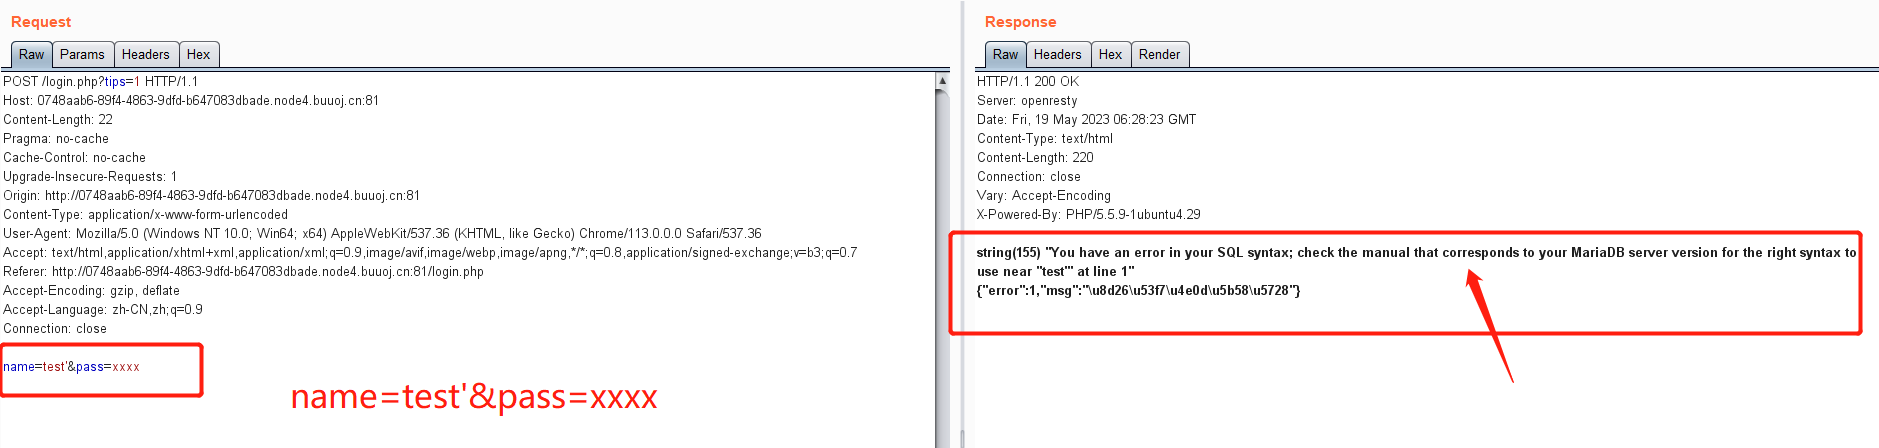 Request
Raw Params Headers Hex
POST /login.php?tips=1 HTTP/1.1
Host: 0748aab6-89f4-4863-9dfd-b647083dbade.node4.buuoj.cn:81
Content-Length: 22
Pragma: no-cache
Cache-Control: no-cache
Upgrade-Insecure-Requests: 1
Origin: http://0748aab6-89f4-4863-9dfd-b647083dbade.node4.buuoj.cn:81
Content-Type: application/x-www-form-urlencoded
User-Agent: Mozilla/5.0 (Windows NT 10.0; Win64; x64) AppleWebKit/537.36 (KHTML, like Gecko) Chrome/113.0.0.0 Safari/537.36
Accept: text/html,application/xhtml+xml,application/xml;q=0.9,image/avif,image/webp,image/apng,*/*;q=0.8,application/signed-exchange;v=b3;q=0.7
Referer: http://0748aab6-89f4-4863-9dfd-b647083dbade.node4.buuoj.cn:81/login.php
Accept-Encoding: gzip, deflate
Accept-Language: zh-CN,zh;q=0.9
Connection: close
name=test'&pass=xxxx
name=test'&pass=xxxx
Response
Raw Headers Hex Render
HTTP/1.1 200 OK
Server: openresty
Date: Fri, 19 May 2023 06:28:23 GMT
Content-Type: text/html
Content-Length: 220
Connection: close
Vary: Accept-Encoding
X-Powered-By: PHP/5.5.9-1ubuntu4.29
string(155) "You have an error in your SQL syntax; check the manual that corresponds to your MariaDB server version for the right syntax to
use near ''test''' at line 1"
{"error":1,"msg":"\u8d26\u53f7\u4e0d\u5b58\u5728"}